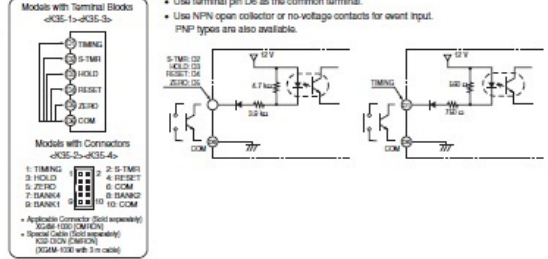 Models with Terminal Blocks
<K35-1><K35-3>
TIMING
S-TMR
HOLD
RESET
ZERO
COM
Models with Connectors
<K35-2><K35-4>
1: TIMING
2: S-TMR
3: HOLD
4: RESET
5: ZERO
6: COM
7: BANK4
8: BANK2
9: BANK1
10: COM
1
2
9
10
• Applicable Connector (Sold separately)
XG4M-1030 (OMRON)
• Special Cable (Sold separately)
K32-DICN (OMRON)
(XG4M-1030 with 3 m cable)
• Use terminal pin D6 as the common terminal.
• Use NPN open collector or no-voltage contacts for event input.
PNP types are also available.
S-TMR: D2
HOLD: D3
RESET: D4
ZERO: D5
12 V
4.7 kΩ
3.9 kΩ
COM
TIMING
12 V
750 Ω
COM